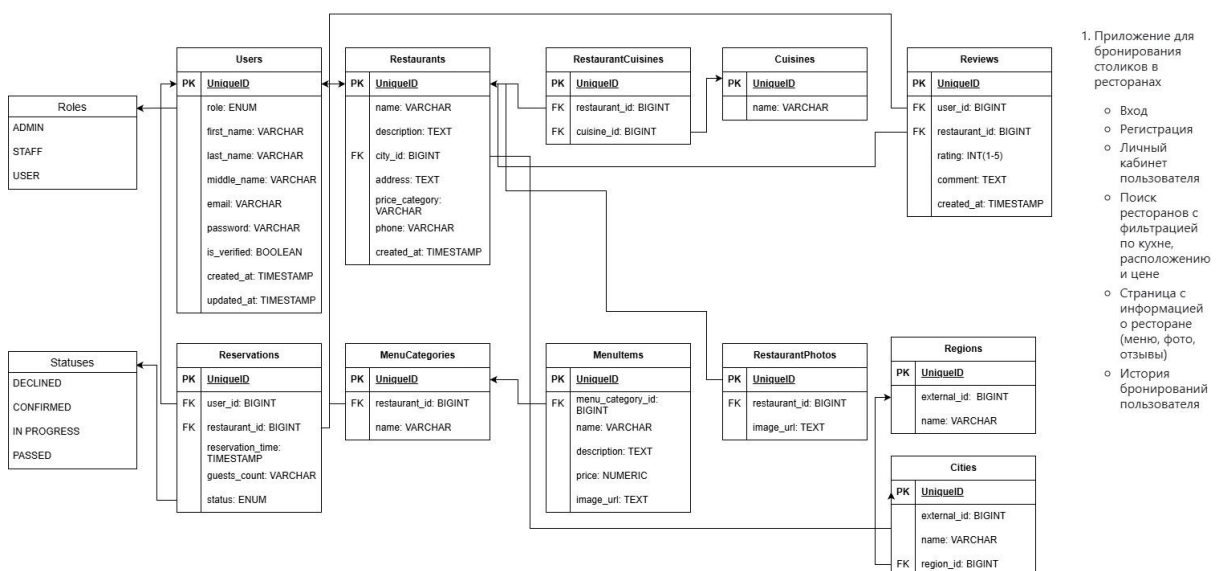 Users
PK UniqueID
role: ENUM
first_name: VARCHAR
last_name: VARCHAR
middle_name: VARCHAR
email: VARCHAR
password: VARCHAR
is_verified: BOOLEAN
created_at: TIMESTAMP
updated_at: TIMESTAMP
Restaurants
PK UniqueID
name: VARCHAR
description: TEXT
FK city_id: BIGINT
address: TEXT
price_category:
VARCHAR
phone: VARCHAR
created_at: TIMESTAMP
RestaurantCuisines
PK UniqueID
FK restaurant_id: BIGINT
FK cuisine_id: BIGINT
Cuisines
PK UniqueID
name: VARCHAR
Reviews
PK UniqueID
FK user_id: BIGINT
FK restaurant_id: BIGINT
rating: INT(1-5)
comment: TEXT
created_at: TIMESTAMP
Roles
ADMIN
STAFF
USER
Statuses
DECLINED
CONFIRMED
IN PROGRESS
PASSED
Reservations
PK UniqueID
FK user_id: BIGINT
FK restaurant_id: BIGINT
reservation_time:
TIMESTAMP
guests_count: VARCHAR
status: ENUM
MenuCategories
PK UniqueID
FK restaurant_id: BIGINT
name: VARCHAR
MenuItems
PK UniqueID
FK menu_category_id:
BIGINT
name: VARCHAR
description: TEXT
price: NUMERIC
image_url: TEXT
RestaurantPhotos
PK UniqueID
FK restaurant_id: BIGINT
image_url: TEXT
Regions
PK UniqueID
external_id: BIGINT
name: VARCHAR
Cities
PK UniqueID
external_id: BIGINT
name: VARCHAR
FK region_id: BIGINT
1. Приложение для
бронирования
столиков в
ресторанах
Вход
Регистрация
Личный
кабинет
пользователя
Поиск
ресторанов с
фильтрацией
по кухне,
расположению
и цене
Страница с
информацией
о ресторане
(меню, фото,
отзывы)
История
бронирований
пользователя